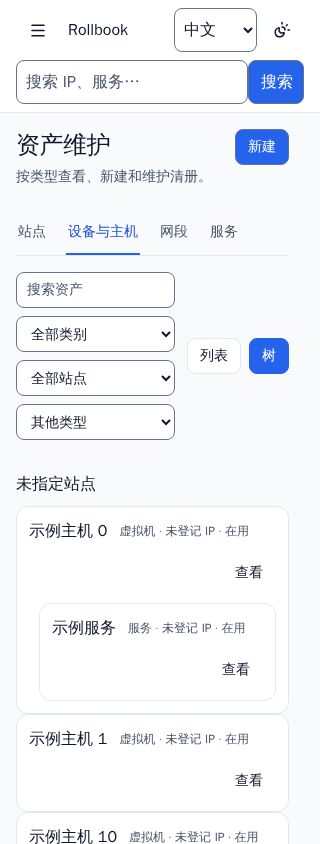 Rollbook
中文
搜索 IP、服务…
搜索
资产维护
新建
按类型查看、新建和维护清册。
站点
设备与主机
网段
服务
搜索资产
全部类别
全部站点
其他类型
列表
树
未指定站点
示例主机 0 虚拟机 · 未登记 IP · 在用
查看
示例服务 服务 · 未登记 IP · 在用
查看
示例主机 1 虚拟机 · 未登记 IP · 在用
查看
示例主机 10 虚拟机 · 未登记 IP · 在用